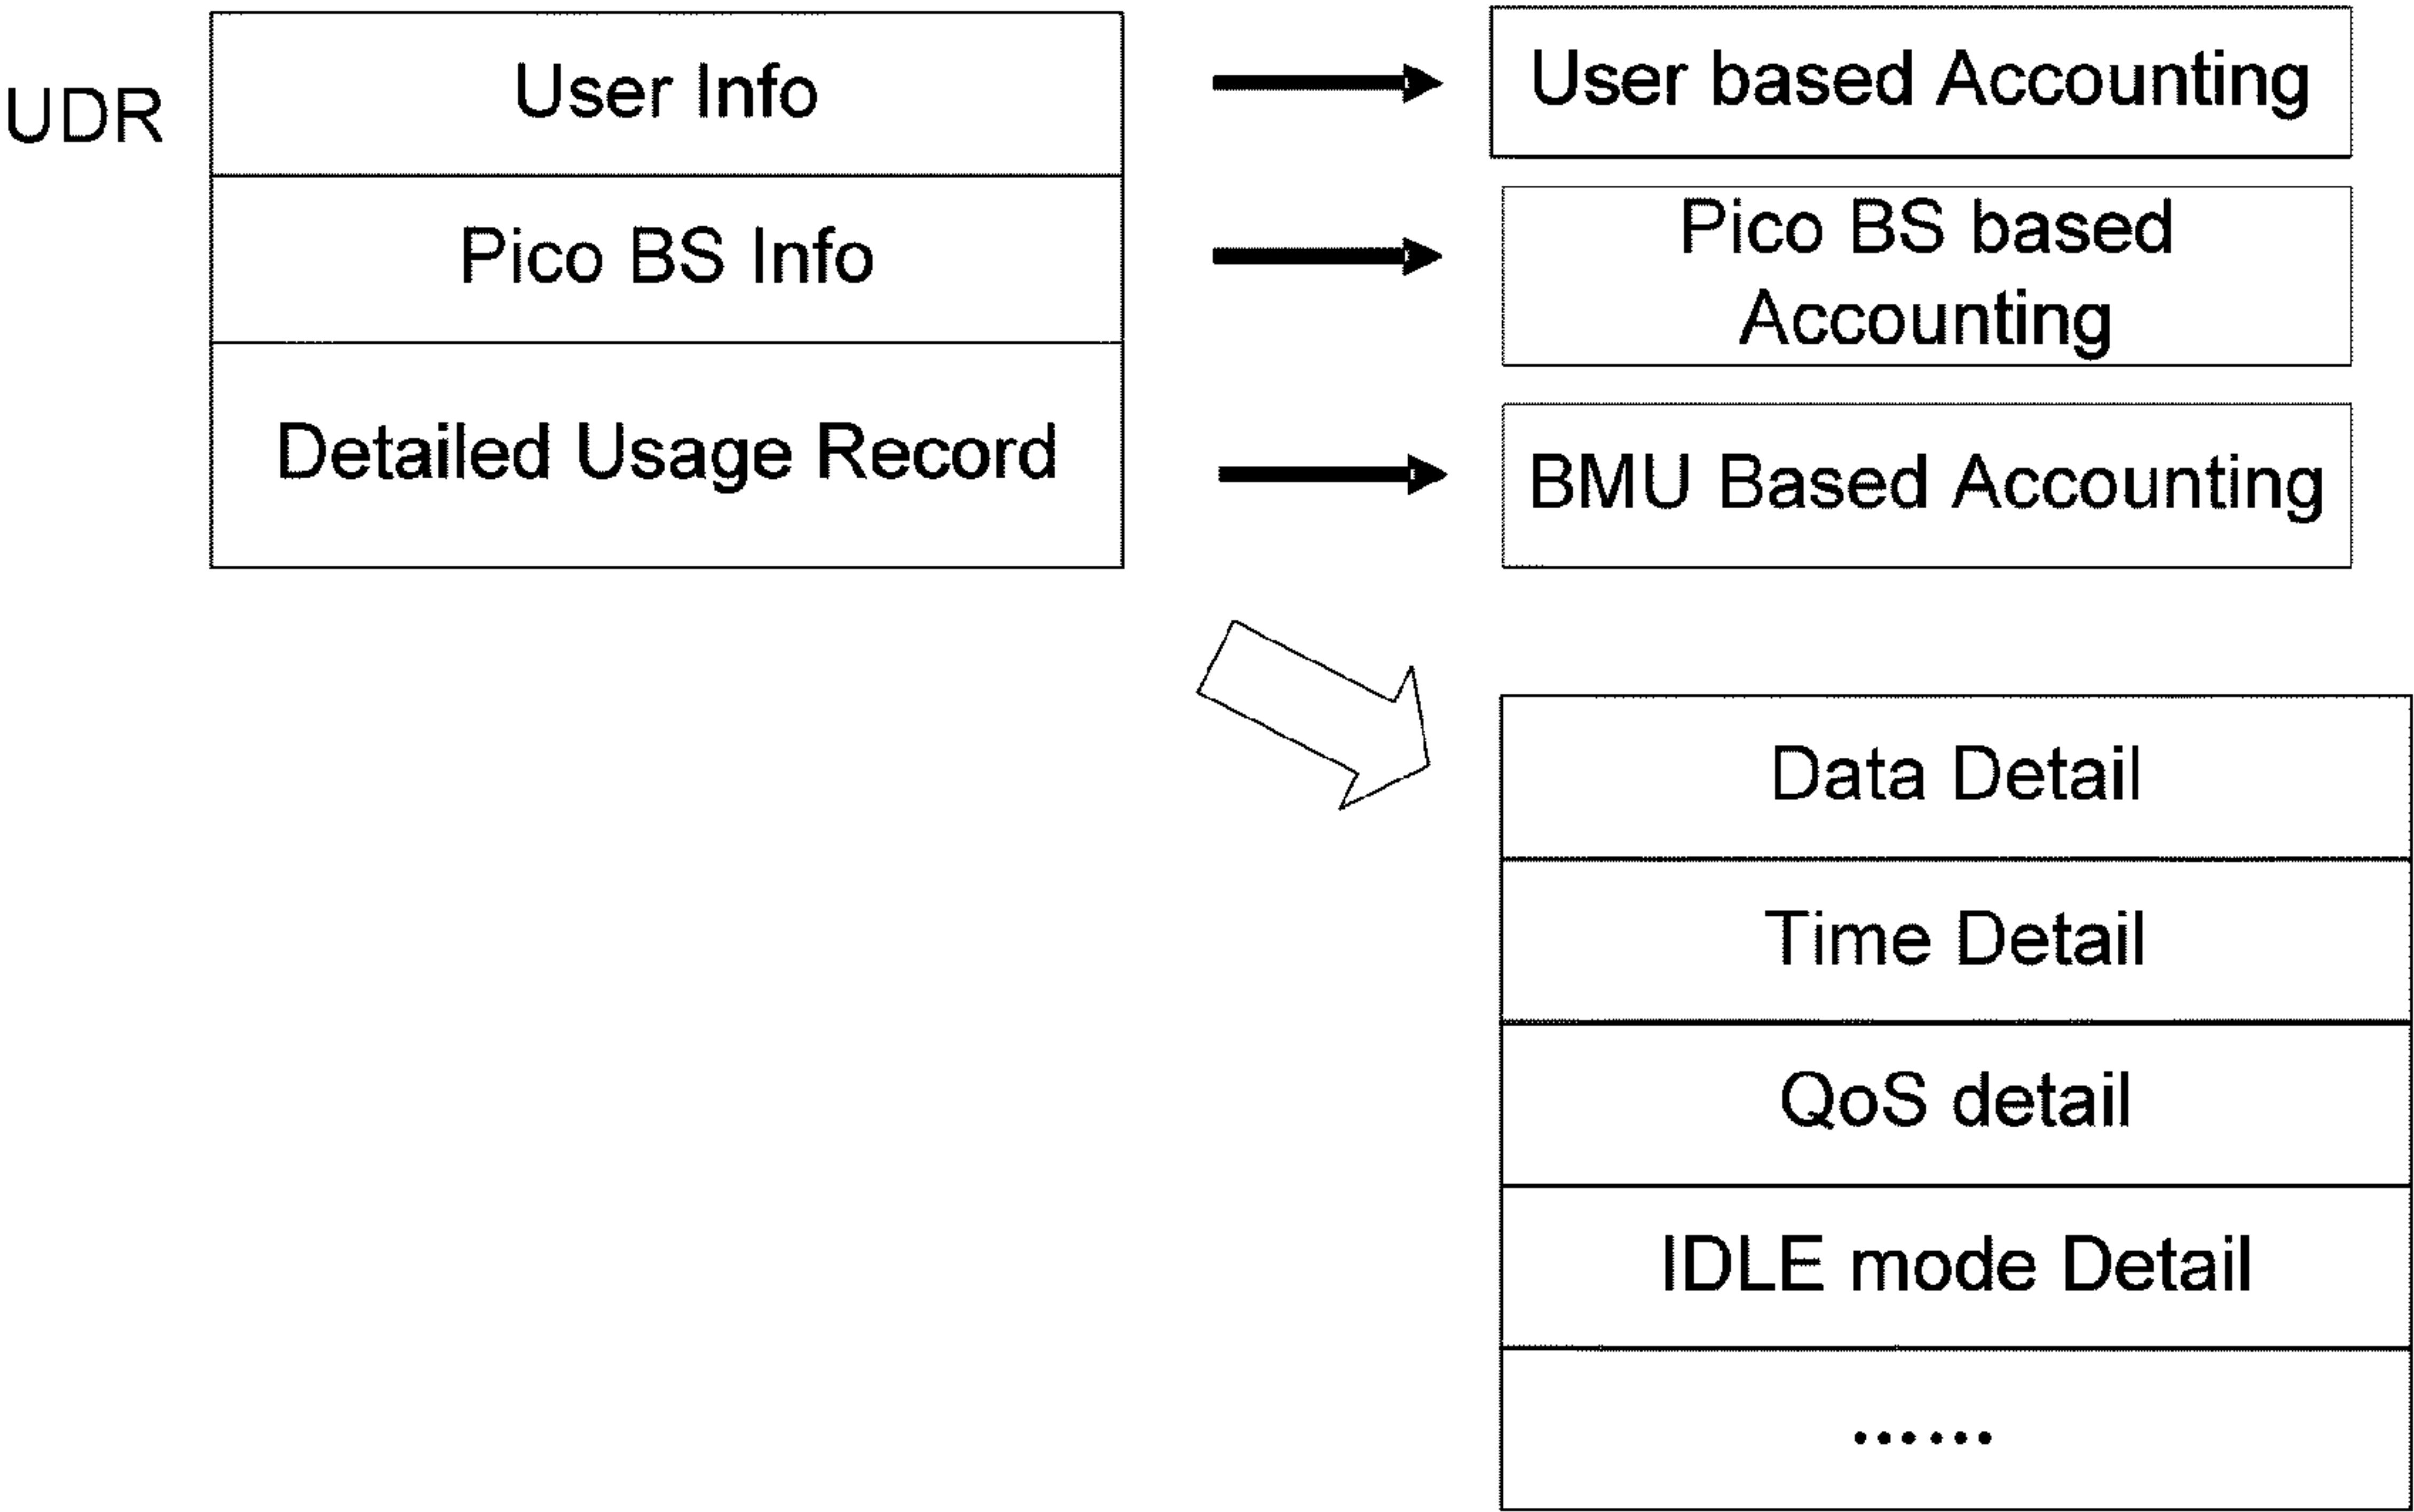 UDR
User Info
Pico BS Info
Detailed Usage Record
User based Accounting
Pico BS based
Accounting
BMU Based Accounting
Data Detail
Time Detail
QoS detail
IDLE mode Detail
......